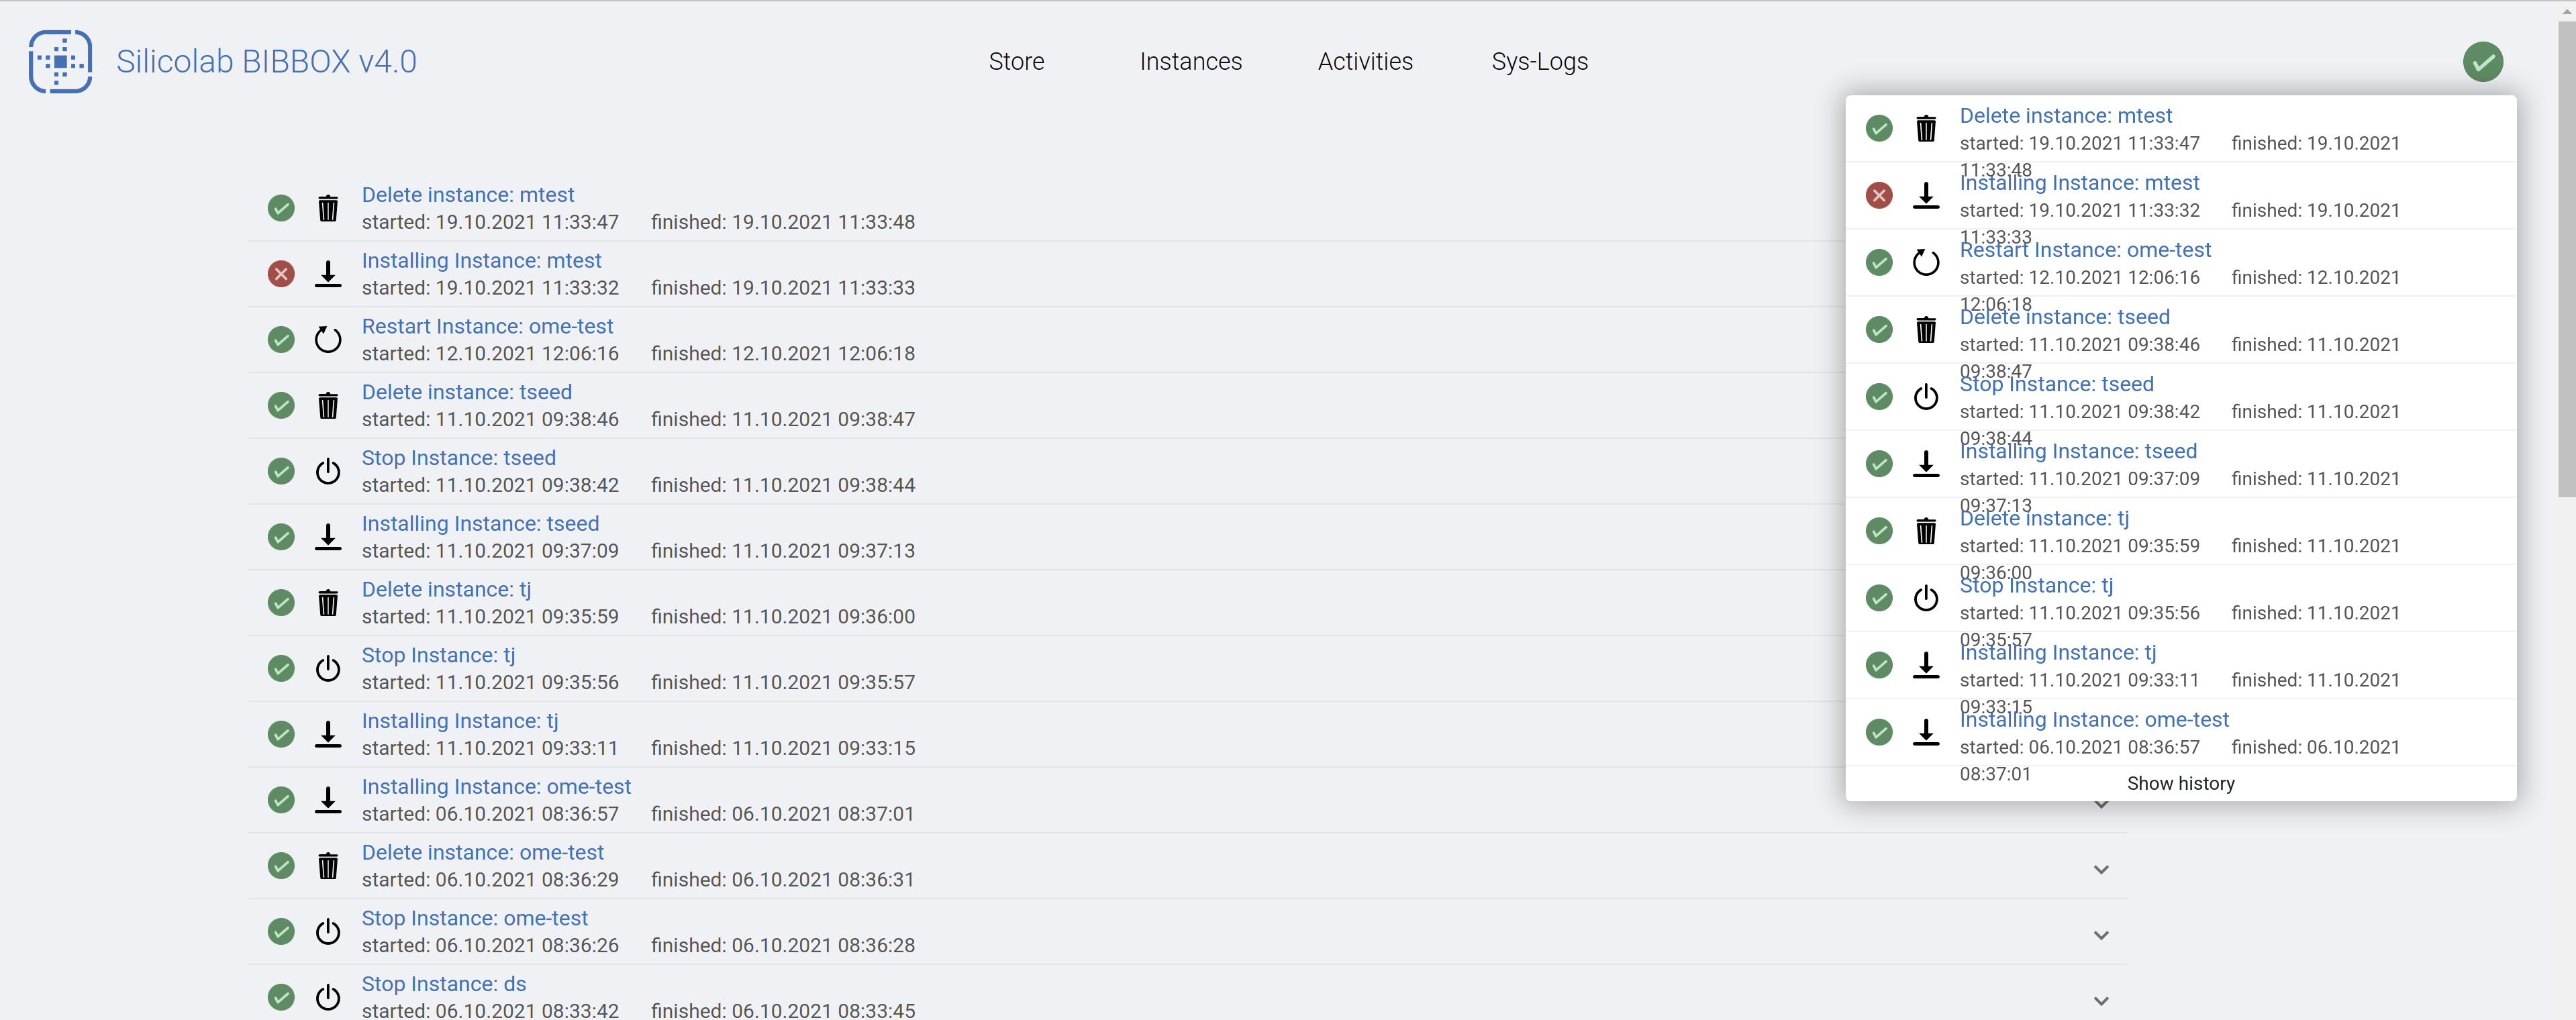 Silicolab BIBBOX v4.0
Store
Instances
Activities
Sys-Logs
Delete instance: mtest
started: 19.10.2021 11:33:47 finished: 19.10.2021 11:33:48
Installing Instance: mtest
started: 19.10.2021 11:33:32 finished: 19.10.2021 11:33:33
Restart Instance: ome-test
started: 12.10.2021 12:06:16 finished: 12.10.2021 12:06:18
Delete instance: tseed
started: 11.10.2021 09:38:46 finished: 11.10.2021 09:38:47
Stop Instance: tseed
started: 11.10.2021 09:38:42 finished: 11.10.2021 09:38:44
Installing Instance: tseed
started: 11.10.2021 09:37:09 finished: 11.10.2021 09:37:13
Delete instance: tj
started: 11.10.2021 09:35:59 finished: 11.10.2021 09:36:00
Stop Instance: tj
started: 11.10.2021 09:35:56 finished: 11.10.2021 09:35:57
Installing Instance: tj
started: 11.10.2021 09:33:11 finished: 11.10.2021 09:33:15
Installing Instance: ome-test
started: 06.10.2021 08:36:57 finished: 06.10.2021 08:37:01
Delete instance: ome-test
started: 06.10.2021 08:36:29 finished: 06.10.2021 08:36:31
Stop Instance: ome-test
started: 06.10.2021 08:36:26 finished: 06.10.2021 08:36:28
Stop Instance: ds
started: 06.10.2021 08:33:42 finished: 06.10.2021 08:33:45
Delete instance: mtest
started: 19.10.2021 11:33:47 finished: 19.10.2021
11:33:48
Installing Instance: mtest
started: 19.10.2021 11:33:32 finished: 19.10.2021
11:33:33
Restart Instance: ome-test
started: 12.10.2021 12:06:16 finished: 12.10.2021
12:06:18
Delete instance: tseed
started: 11.10.2021 09:38:46 finished: 11.10.2021
09:38:47
Stop Instance: tseed
started: 11.10.2021 09:38:42 finished: 11.10.2021
09:38:44
Installing Instance: tseed
started: 11.10.2021 09:37:09 finished: 11.10.2021
09:37:13
Delete instance: tj
started: 11.10.2021 09:35:59 finished: 11.10.2021
09:36:00
Stop Instance: tj
started: 11.10.2021 09:35:56 finished: 11.10.2021
09:35:57
Installing Instance: tj
started: 11.10.2021 09:33:11 finished: 11.10.2021
09:33:15
Installing Instance: ome-test
started: 06.10.2021 08:36:57 finished: 06.10.2021
08:37:01
Show history